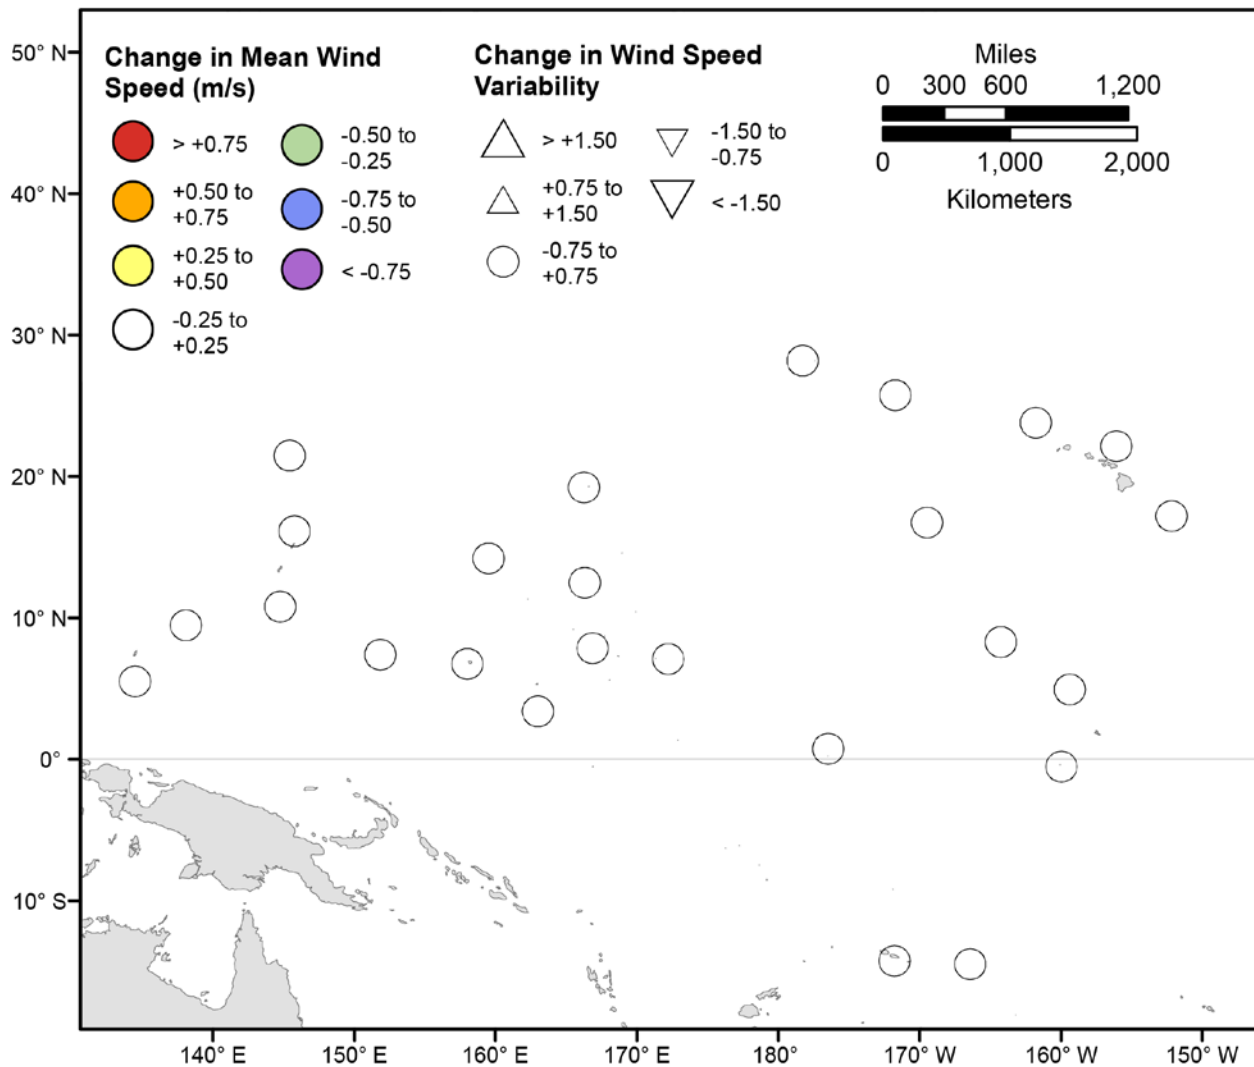 50° N
40° N
30° N
20° N
10° N
0°
10° S
Change in Mean Wind
Speed (m/s)
> +0.75
+0.50 to
+0.75
+0.25 to
+0.50
-0.25 to
+0.25
-0.50 to
-0.25
-0.75 to
-0.50
< -0.75
Change in Wind Speed
Variability
> +1.50
+0.75 to
+1.50
-0.75 to
+0.75
-1.50 to
-0.75
< -1.50
Miles
0 300 600 1,200
0 1,000 2,000
Kilometers
140° E 150° E 160° E 170° E 180° 170° W 160° W 150° W